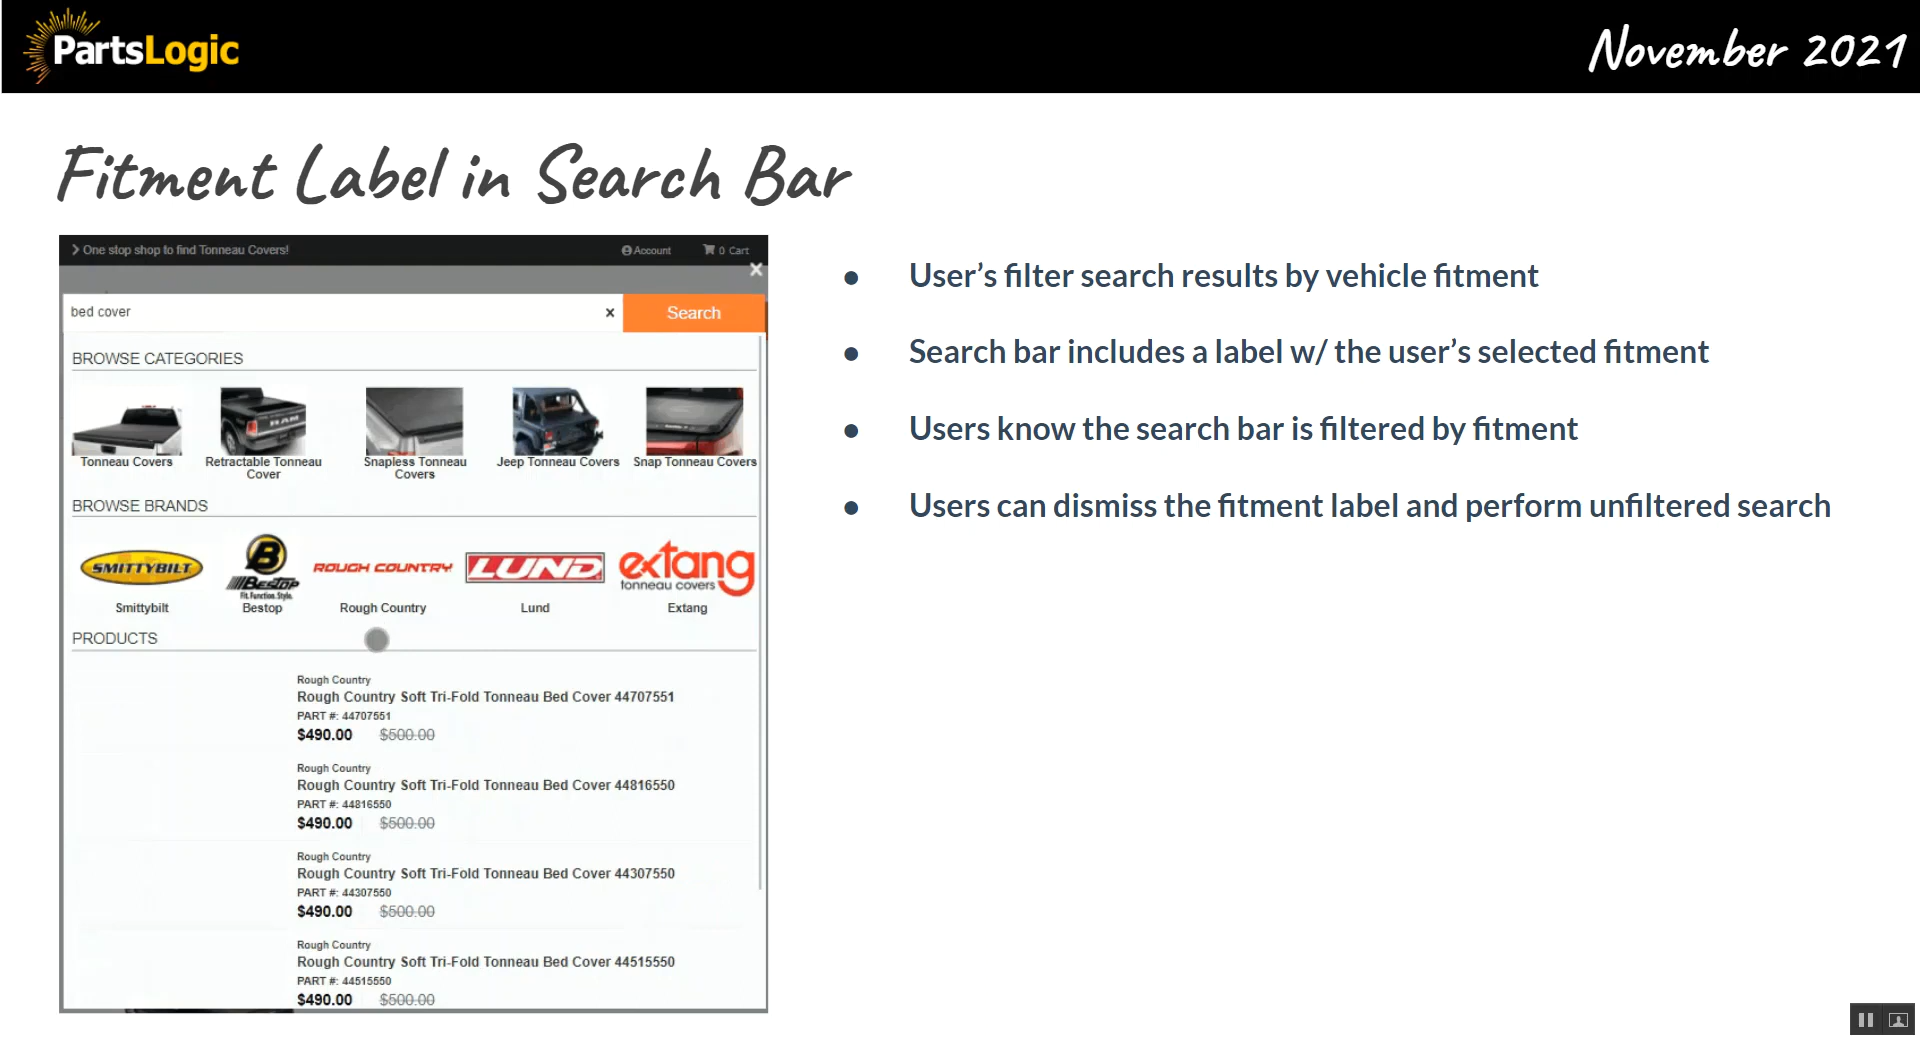 PartsLogic
November 2021
Fitment Label in Search Bar
One stop shop to find Tonneau Covers!
Account
0 Cart
bed cover
Search
BROWSE CATEGORIES
Tonneau Covers
Retractable Tonneau
Cover
Snapless Tonneau
Covers
Jeep Tonneau Covers
Snap Tonneau Covers
BROWSE BRANDS
SMITTYBILT
B
BESTOP
Fit. Function. Style.
ROUGH COUNTRY
LUND
extang
tonneau covers
Smittybilt
Bestop
Rough Country
Lund
Extang
PRODUCTS
Rough Country
Rough Country Soft Tri-Fold Tonneau Bed Cover 44707551
PART #: 44707551
$490.00 $500.00
Rough Country
Rough Country Soft Tri-Fold Tonneau Bed Cover 44816550
PART #: 44816550
$490.00 $500.00
Rough Country
Rough Country Soft Tri-Fold Tonneau Bed Cover 44307550
PART #: 44307550
$490.00 $500.00
Rough Country
Rough Country Soft Tri-Fold Tonneau Bed Cover 44515550
PART #: 44515550
$490.00 $500.00
● User’s filter search results by vehicle fitment
● Search bar includes a label w/ the user’s selected fitment
● Users know the search bar is filtered by fitment
● Users can dismiss the fitment label and perform unfiltered search